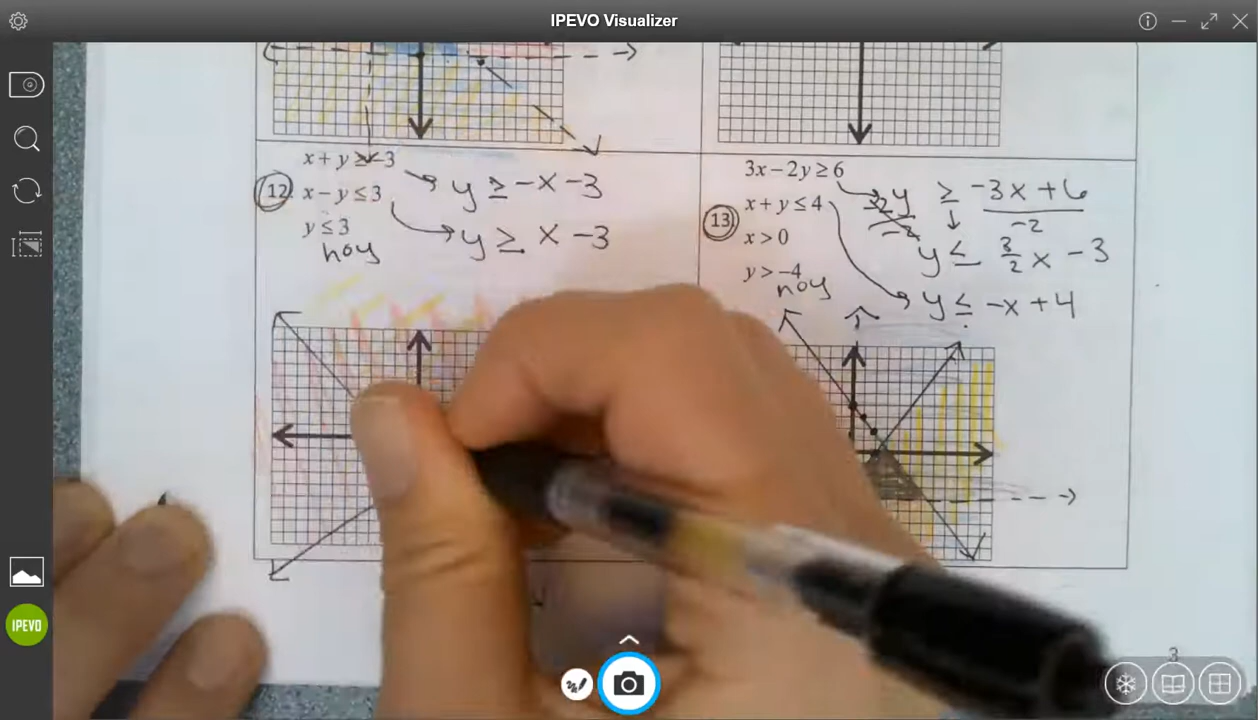 IPEVO Visualizer
x + y ≥ -3
y ≥ -x -3
12
x - y ≤ 3
y ≤ 3
y ≥ x -3
hoy
3x - 2y ≥ 6
≥ -3x + 6
-2
13
x + y ≤ 4
x > 0
y ≤ 3/2 x - 3
y > -4
hoy
y ≤ -x + 4
IPEVO
3